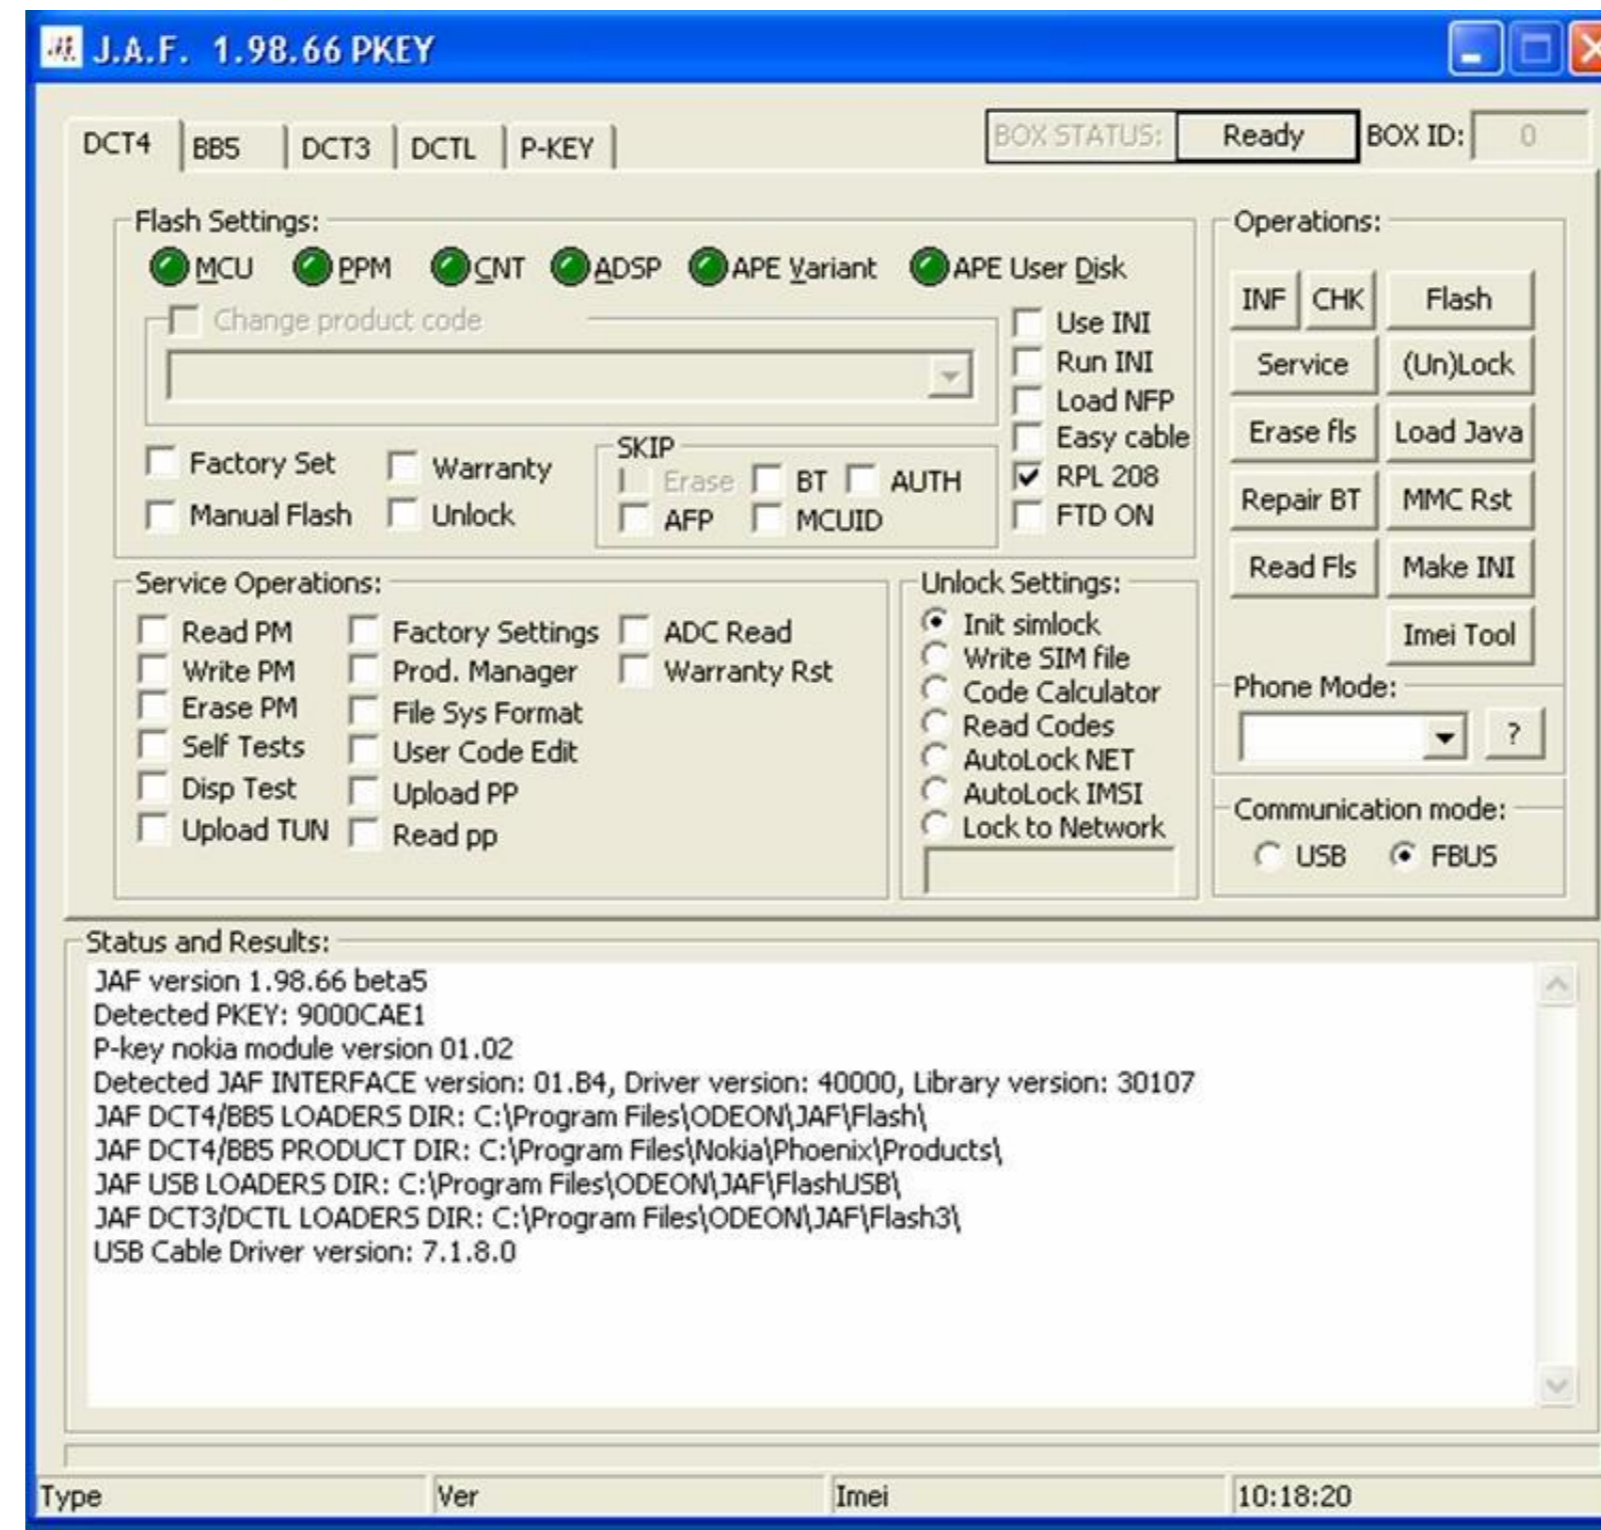 J.A.F. J.A.F. 1.98.66 PKEY
DCT4 BB5 DCT3 DCTL P-KEY BOX STATUS: Ready BOX ID: 0
Flash Settings:
MCU PPM CNT ADSP APE Variant APE User Disk
Change product code
Use INI
Run INI
Load NFP
Easy cable
RPL 208
FTD ON
Factory Set Warranty
Manual Flash Unlock
SKIP
Erase BT AUTH
AFP MCUID
Operations:
INF CHK Flash
Service (Un)Lock
Erase fls Load Java
Repair BT MMC Rst
Read Fls Make INI
Imei Tool
Service Operations:
Read PM Factory Settings ADC Read
Write PM Prod. Manager Warranty Rst
Erase PM File Sys Format
Self Tests User Code Edit
Disp Test Upload PP
Upload TUN Read pp
Unlock Settings:
Init simlock
Write SIM file
Code Calculator
Read Codes
AutoLock NET
AutoLock IMSI
Lock to Network
Phone Mode:
?
Communication mode:
USB FBUS
Status and Results:
JAF version 1.98.66 beta5
Detected PKEY: 9000CAE1
P-key nokia module version 01.02
Detected JAF INTERFACE version: 01.B4, Driver version: 40000, Library version: 30107
JAF DCT4/BB5 LOADERS DIR: C:\Program Files\ODEON\JAF\Flash\
JAF DCT4/BB5 PRODUCT DIR: C:\Program Files\Nokia\Phoenix\Products\
JAF USB LOADERS DIR: C:\Program Files\ODEON\JAF\FlashUSB\
JAF DCT3/DCTL LOADERS DIR: C:\Program Files\ODEON\JAF\Flash3\
USB Cable Driver version: 7.1.8.0
Type Ver Imei 10:18:20